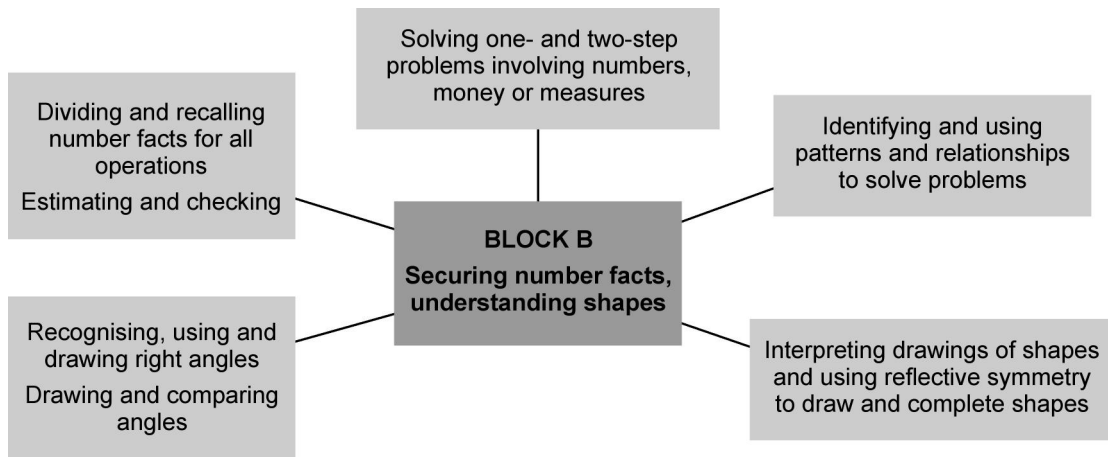 Solving one- and two-step
problems involving numbers,
money or measures
Dividing and recalling
number facts for all
operations
Estimating and checking
Identifying and using
patterns and relationships
to solve problems
BLOCK B
Securing number facts,
understanding shapes
Recognising, using and
drawing right angles
Drawing and comparing
angles
Interpreting drawings of shapes
and using reflective symmetry
to draw and complete shapes